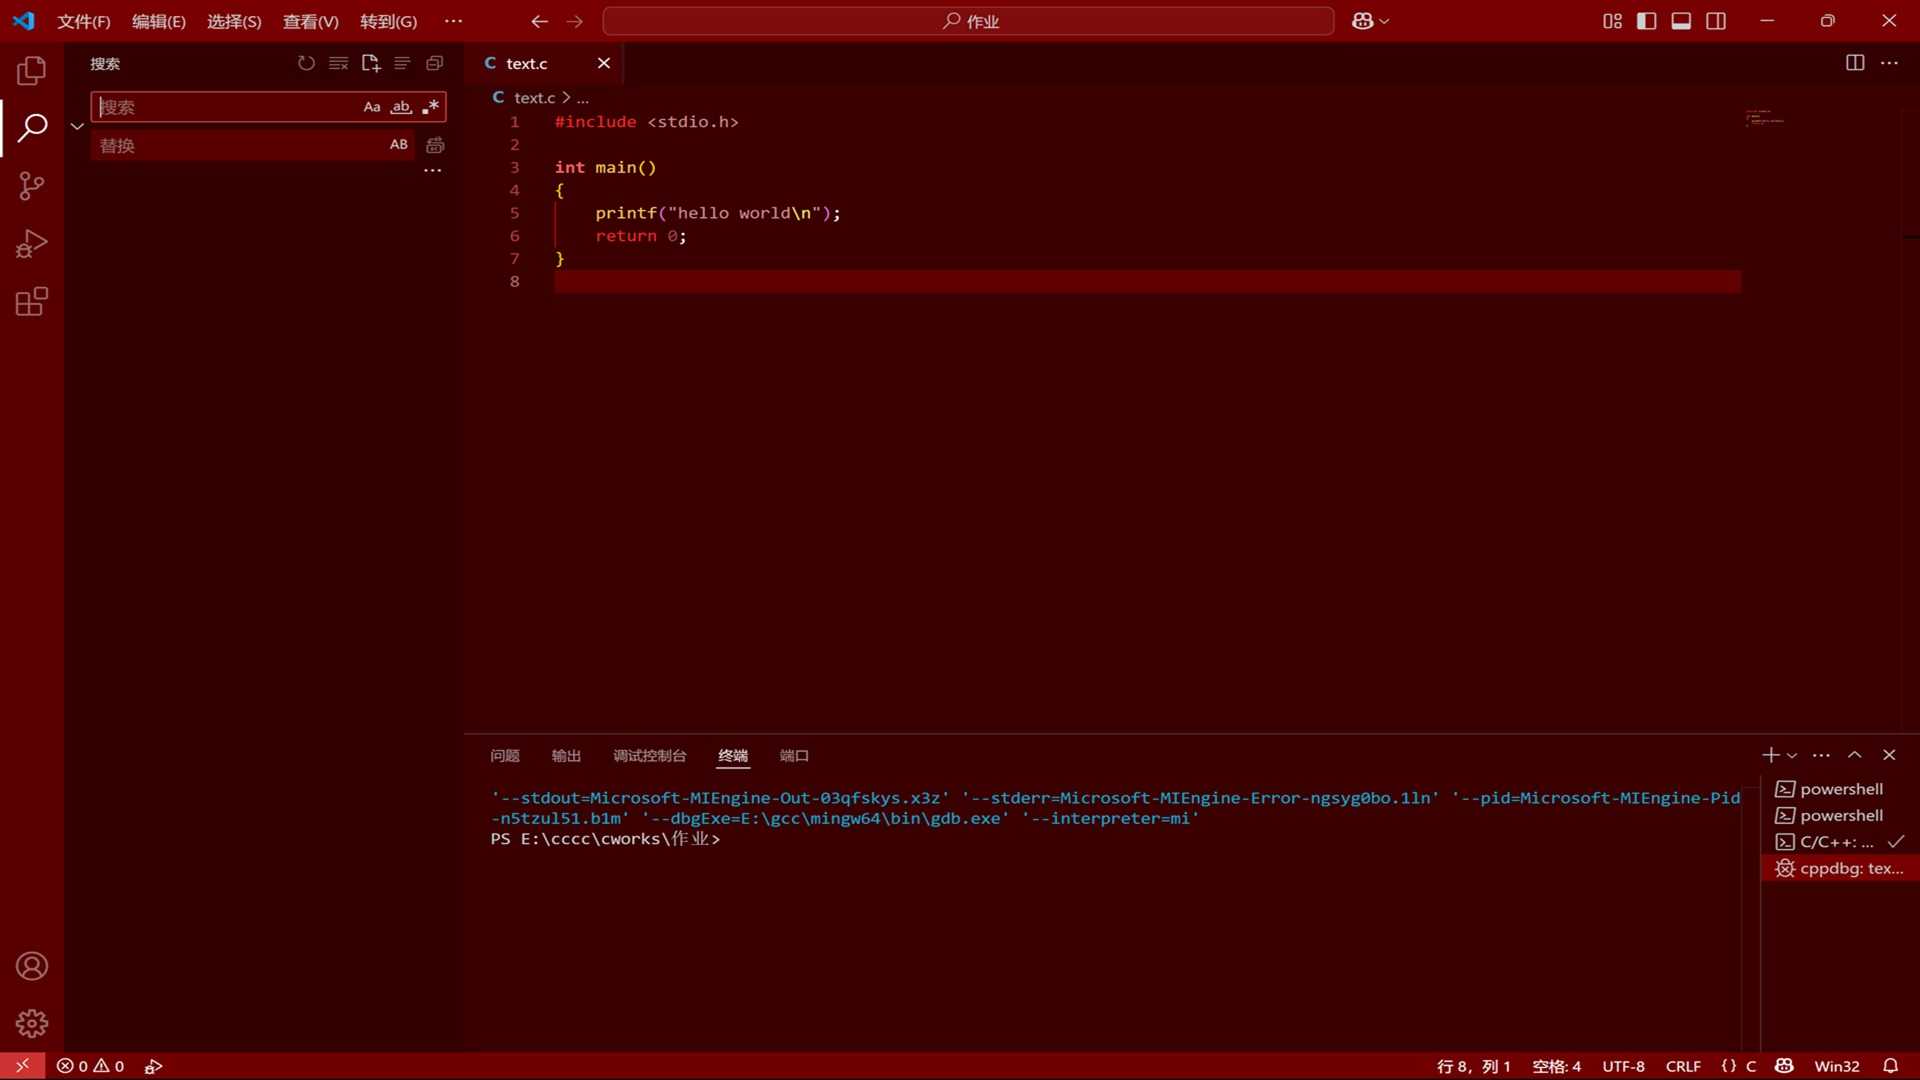 文件(F) 编辑(E) 选择(S) 查看(V) 转到(G) ··· 作业
搜索
搜索 Aa ab .*
替换 AB
···
text.c
text.c > ...
1 #include <stdio.h>
2
3 int main()
4 {
5     printf("hello world\n");
6     return 0;
7 }
8
问题 输出 调试控制台 终端 端口
'--stdout=Microsoft-MIEngine-Out-03qfskys.x3z' '--stderr=Microsoft-MIEngine-Error-ngsyg0bo.1ln' '--pid=Microsoft-MIEngine-Pid
-n5tzul51.b1m' '--dbgExe=E:\gcc\mingw64\bin\gdb.exe' '--interpreter=mi'
PS E:\cccc\cworks\作业>
powershell
powershell
C/C++: ...
cppdbg: tex...
0 0 行 8，列 1 空格: 4 UTF-8 CRLF {} C Win32